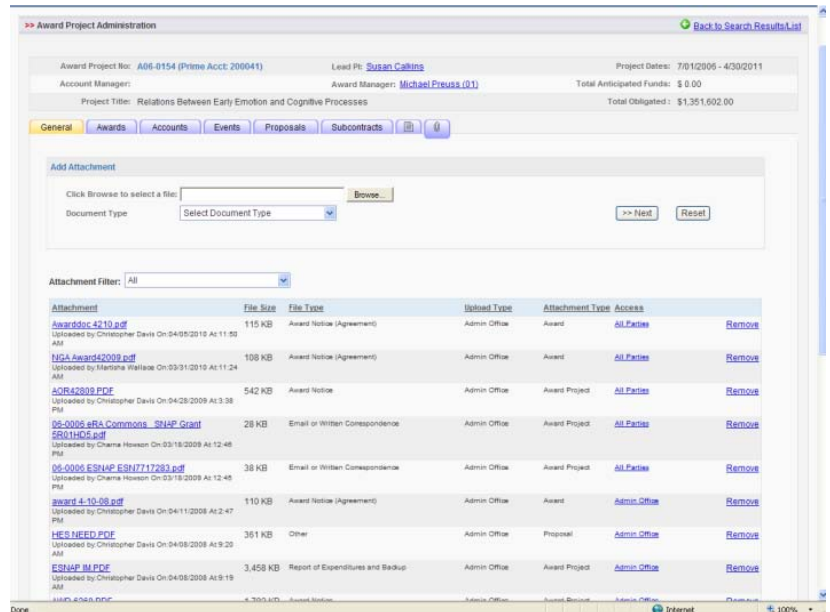 >> Award Project Administration Back to Search Results/List
Award Project No: A06-0154 (Prime Acct: 200041) Lead PI: Susan Calkins Project Dates: 7/01/2006 - 4/30/2011
Account Manager: Award Manager: Michael Preuss (01) Total Anticipated Funds: $ 0.00
Project Title: Relations Between Early Emotion and Cognitive Processes Total Obligated : $1,351,602.00
General Awards Accounts Events Proposals Subcontracts
Add Attachment
Click Browse to select a file: Browse...
Document Type Select Document Type >> Next Reset
Attachment Filter: All
Attachment File Size File Type Upload Type Attachment Type Access
Awarddoc 4210.pdf 115 KB Award Notice (Agreement) Admin Office Award All Parties Remove
Uploaded by:Christopher Davis On:04/05/2010 At:11:50
AM
NGA Award42009.pdf 108 KB Award Notice (Agreement) Admin Office Award All Parties Remove
Uploaded by:Martisha Wallace On:03/31/2010 At:11:24
AM
AOR42809.PDF 542 KB Award Notice Admin Office Award Project All Parties Remove
Uploaded by:Christopher Davis On:04/28/2009 At:3:38
PM
06-0006 eRA Commons SNAP Grant 28 KB Email or Written Correspondence Admin Office Award Project All Parties Remove
5R01HD5.pdf
Uploaded by:Charna Howson On:03/18/2009 At:12:46
PM
06-0006 ESNAP ESN7717283.pdf 38 KB Email or Written Correspondence Admin Office Award Project All Parties Remove
Uploaded by:Charna Howson On:03/18/2009 At:12:45
PM
award 4-10-08.pdf 110 KB Award Notice (Agreement) Admin Office Award Admin Office Remove
Uploaded by:Christopher Davis On:04/11/2008 At:2:47
PM
HES NEED.PDF 361 KB Other Admin Office Proposal Admin Office Remove
Uploaded by:Christopher Davis On:04/08/2008 At:9:20
AM
ESNAP IM.PDF 3,458 KB Report of Expenditures and Backup Admin Office Award Project Admin Office Remove
Uploaded by:Christopher Davis On:04/08/2008 At:9:19
AM
Award Notice Admin Office Award Project Admin Office Remove
Done Internet 100%